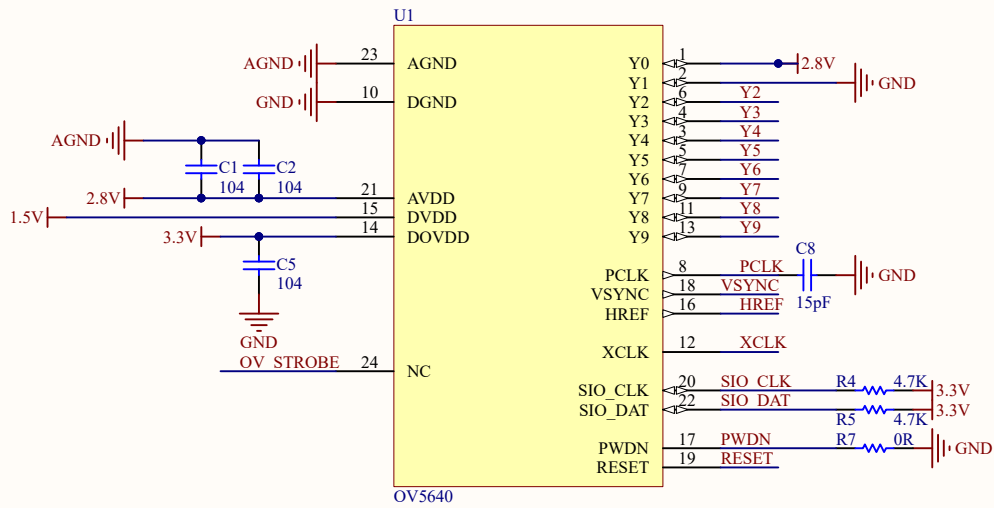 U1
AGND 23 AGND
GND 10 DGND
AGND
C1 C2
104 104
2.8V 21 AVDD
1.5V 15 DVDD
3.3V 14 DOVDD
C5
104
GND
OV_STROBE 24 NC
Y0 1 2.8V
Y1 2 GND
Y2 6 Y2
Y3 4 Y3
Y4 3 Y4
Y5 5 Y5
Y6 7 Y6
Y7 9 Y7
Y8 11 Y8
Y9 13 Y9
C8
PCLK 8 PCLK GND
15pF
VSYNC 18 VSYNC
HREF 16 HREF
XCLK 12 XCLK
SIO_CLK 20 SIO_CLK R4 4.7K 3.3V
SIO_DAT 22 SIO_DAT 3.3V
R5 4.7K
PWDN 17 PWDN R7 0R GND
RESET 19 RESET
OV5640